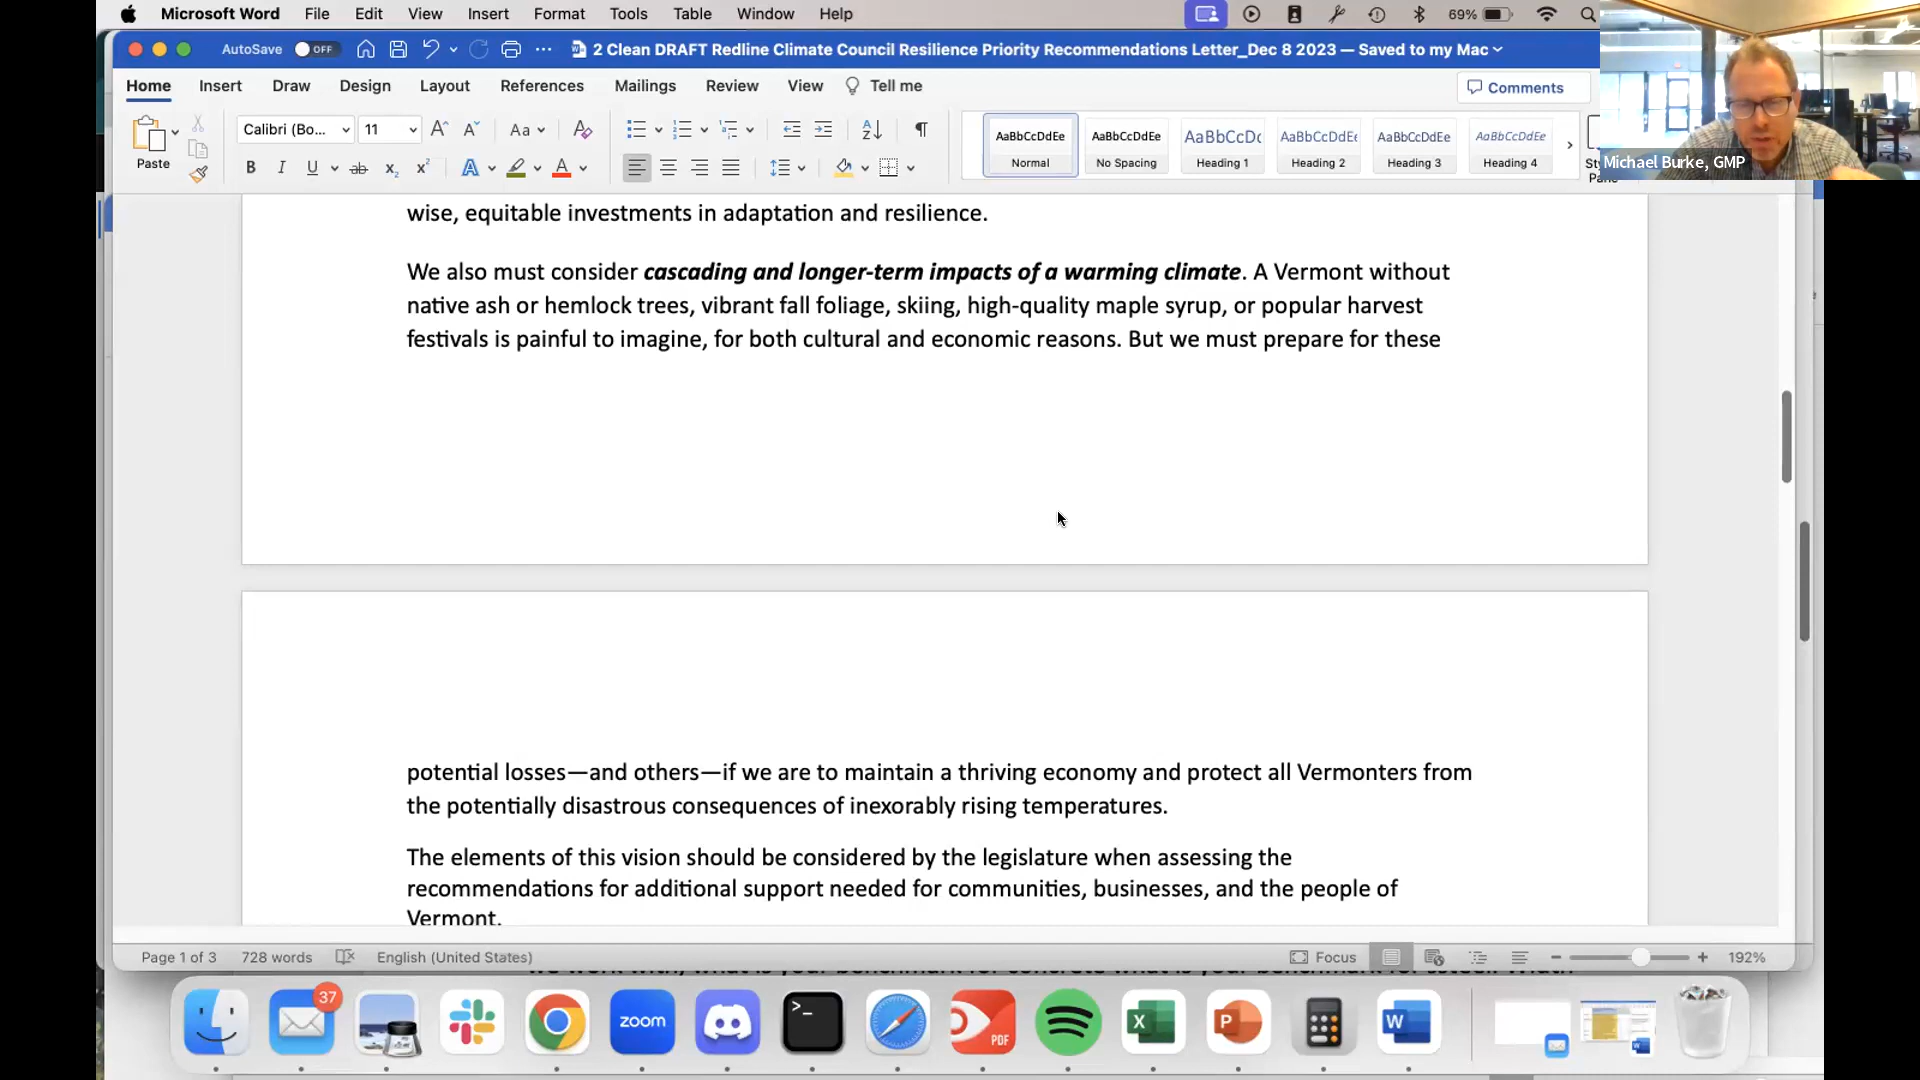 Microsoft Word File Edit View Insert Format Tools Table Window Help 69%
AutoSave OFF 2 Clean DRAFT Redline Climate Council Resilience Priority Recommendations Letter_Dec 8 2023 — Saved to my Mac
Home Insert Draw Design Layout References Mailings Review View Tell me Comments
Paste
Calibri (Bo... 11 Aa
AaBbCcDdEe AaBbCcDdEe AaBbCcDc AaBbCcDdEe AaBbCcDdEe AaBbCcDdEe
Normal No Spacing Heading 1 Heading 2 Heading 3 Heading 4
Michael Burke, GMP
wise, equitable investments in adaptation and resilience.
We also must consider cascading and longer-term impacts of a warming climate. A Vermont without
native ash or hemlock trees, vibrant fall foliage, skiing, high-quality maple syrup, or popular harvest
festivals is painful to imagine, for both cultural and economic reasons. But we must prepare for these
potential losses—and others—if we are to maintain a thriving economy and protect all Vermonters from
the potentially disastrous consequences of inexorably rising temperatures.
The elements of this vision should be considered by the legislature when assessing the
recommendations for additional support needed for communities, businesses, and the people of
Vermont.
Page 1 of 3 728 words English (United States) Focus 192%
37
zoom
PDF
X
P
W